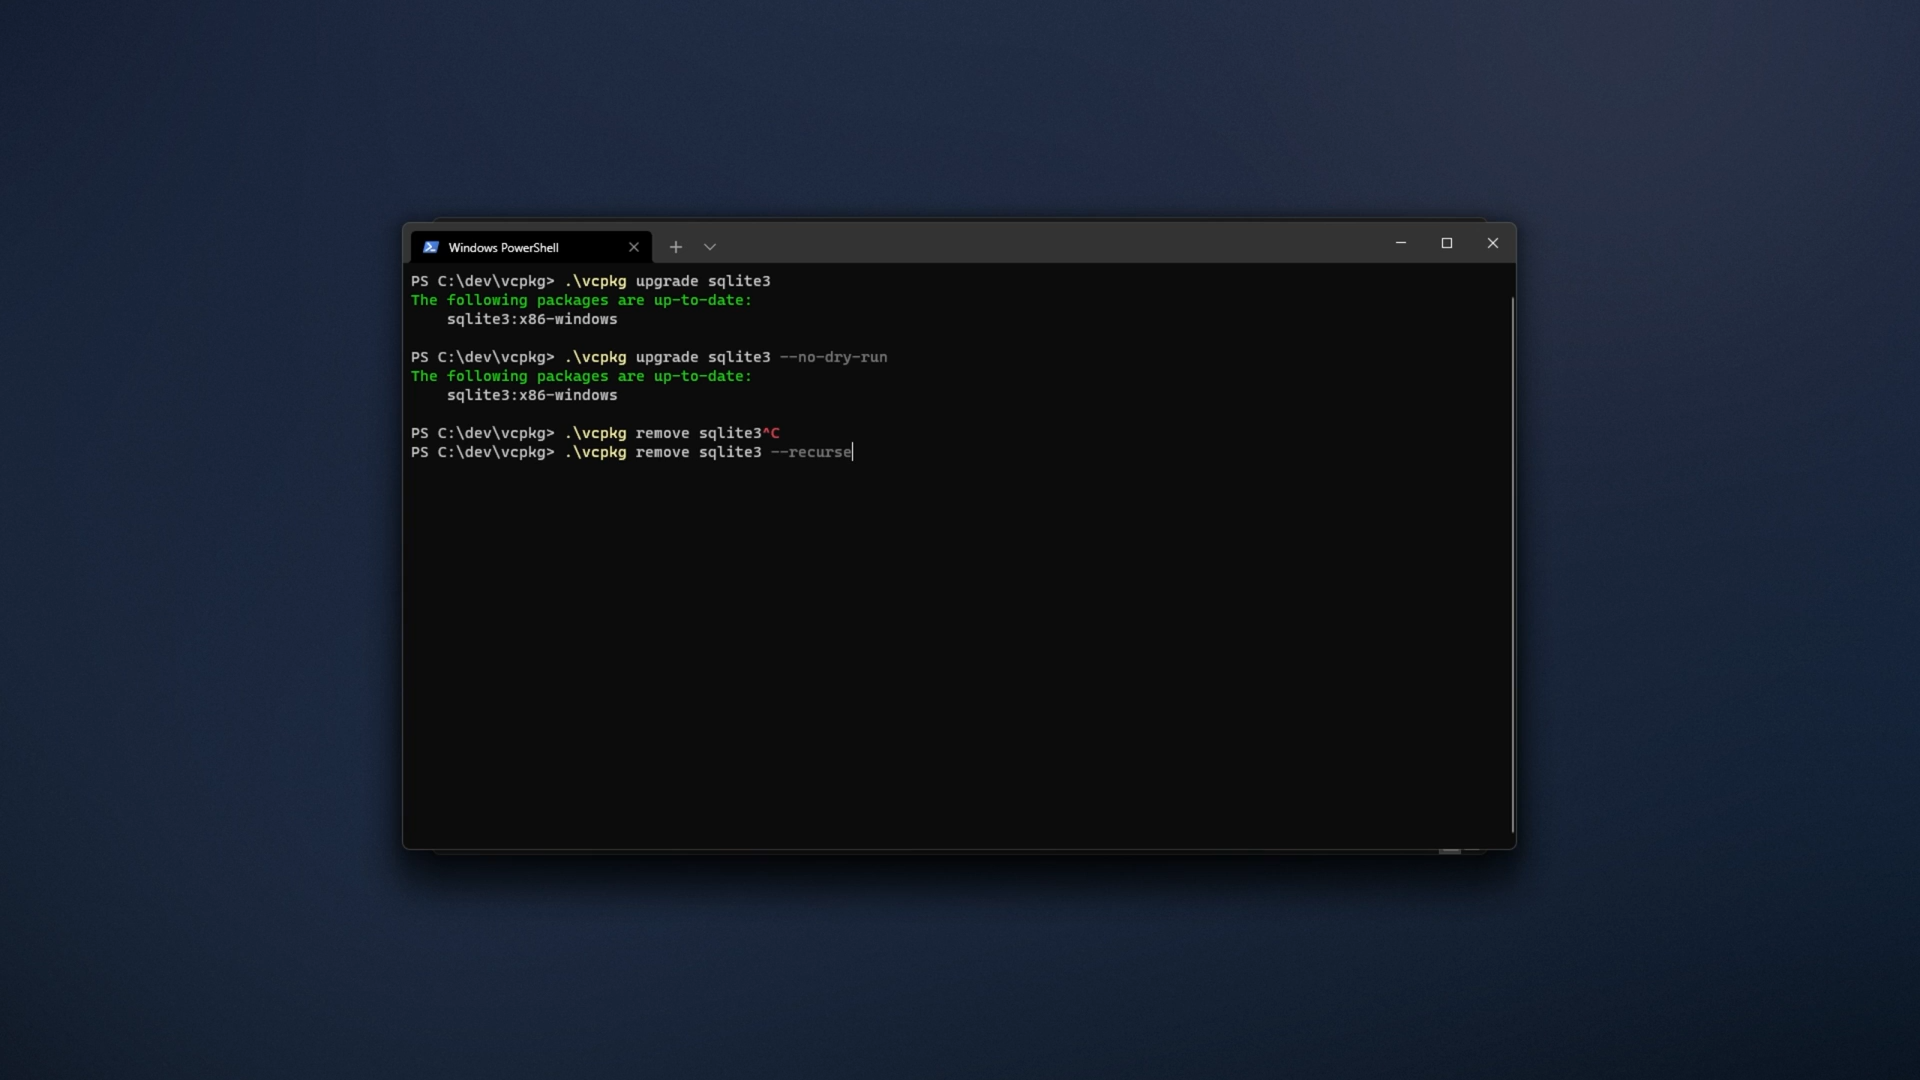 Windows PowerShell
PS C:\dev\vcpkg> .\vcpkg upgrade sqlite3
The following packages are up-to-date:
    sqlite3:x86-windows
PS C:\dev\vcpkg> .\vcpkg upgrade sqlite3 --no-dry-run
The following packages are up-to-date:
    sqlite3:x86-windows
PS C:\dev\vcpkg> .\vcpkg remove sqlite3^C
PS C:\dev\vcpkg> .\vcpkg remove sqlite3 --recurse